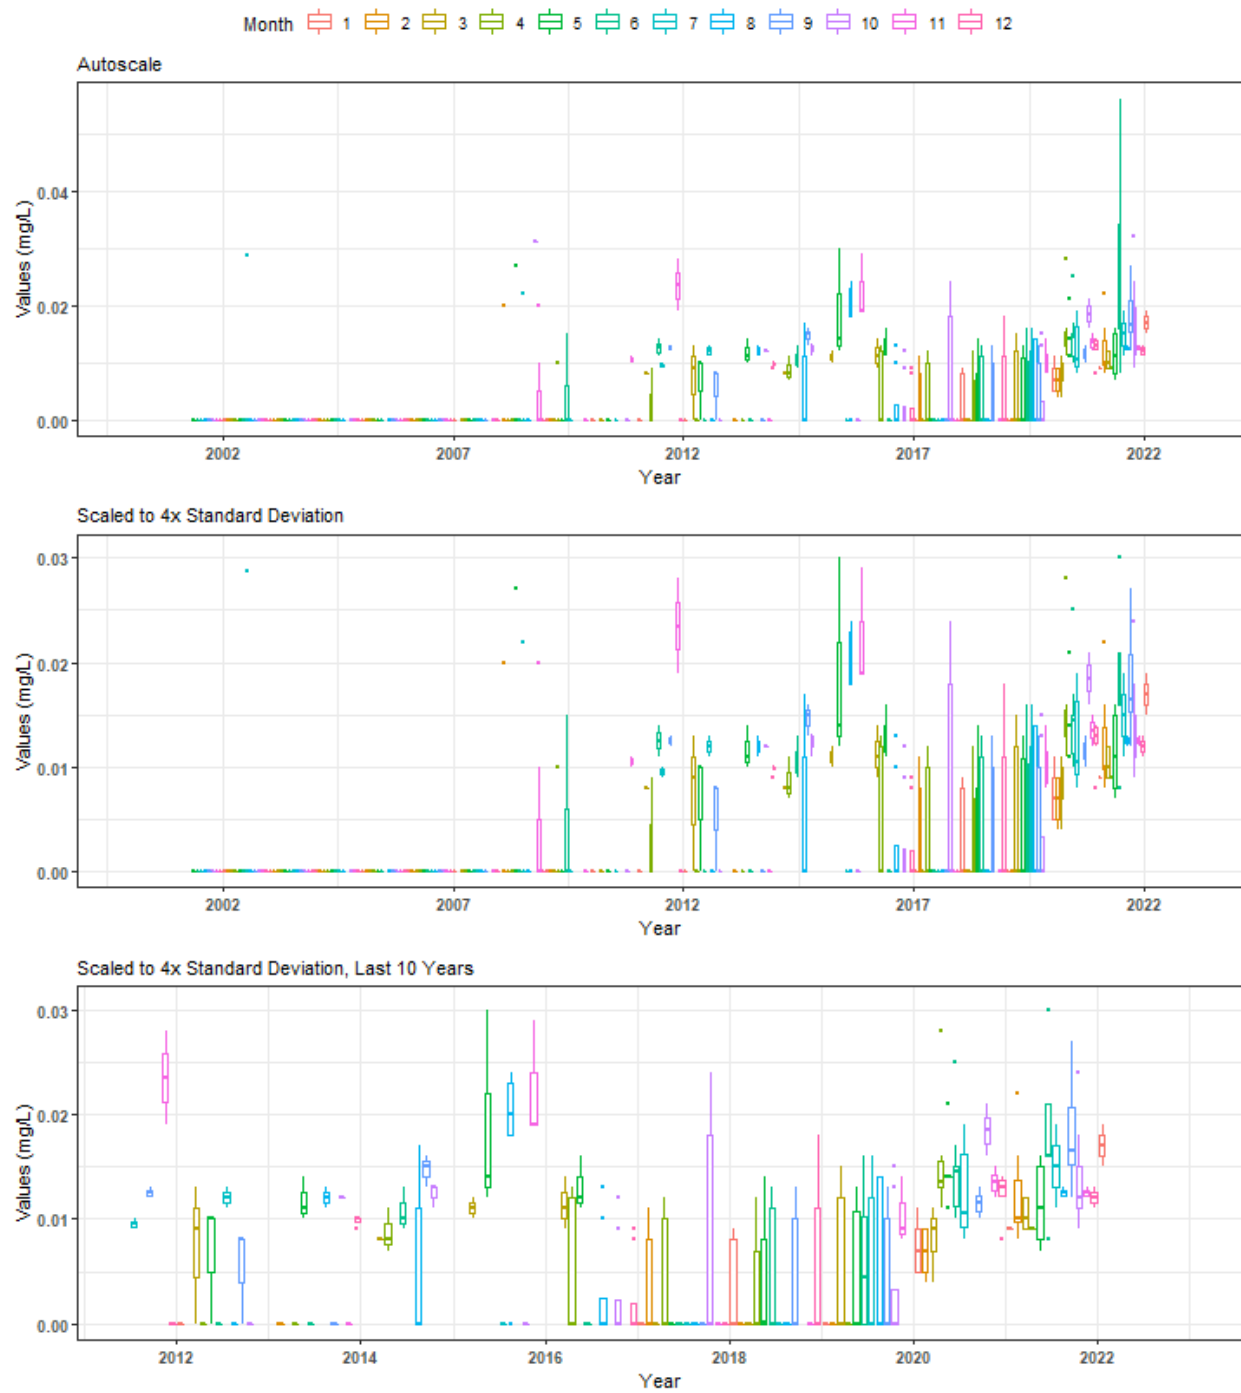 Month 1 2 3 4 5 6 7 8 9 10 11 12
Autoscale
Values (mg/L)
0.04
0.02
0.00
2002 2007 2012 2017 2022
Year
Scaled to 4x Standard Deviation
Values (mg/L)
0.03
0.02
0.01
0.00
2002 2007 2012 2017 2022
Year
Scaled to 4x Standard Deviation, Last 10 Years
Values (mg/L)
0.03
0.02
0.01
0.00
2012 2014 2016 2018 2020 2022
Year